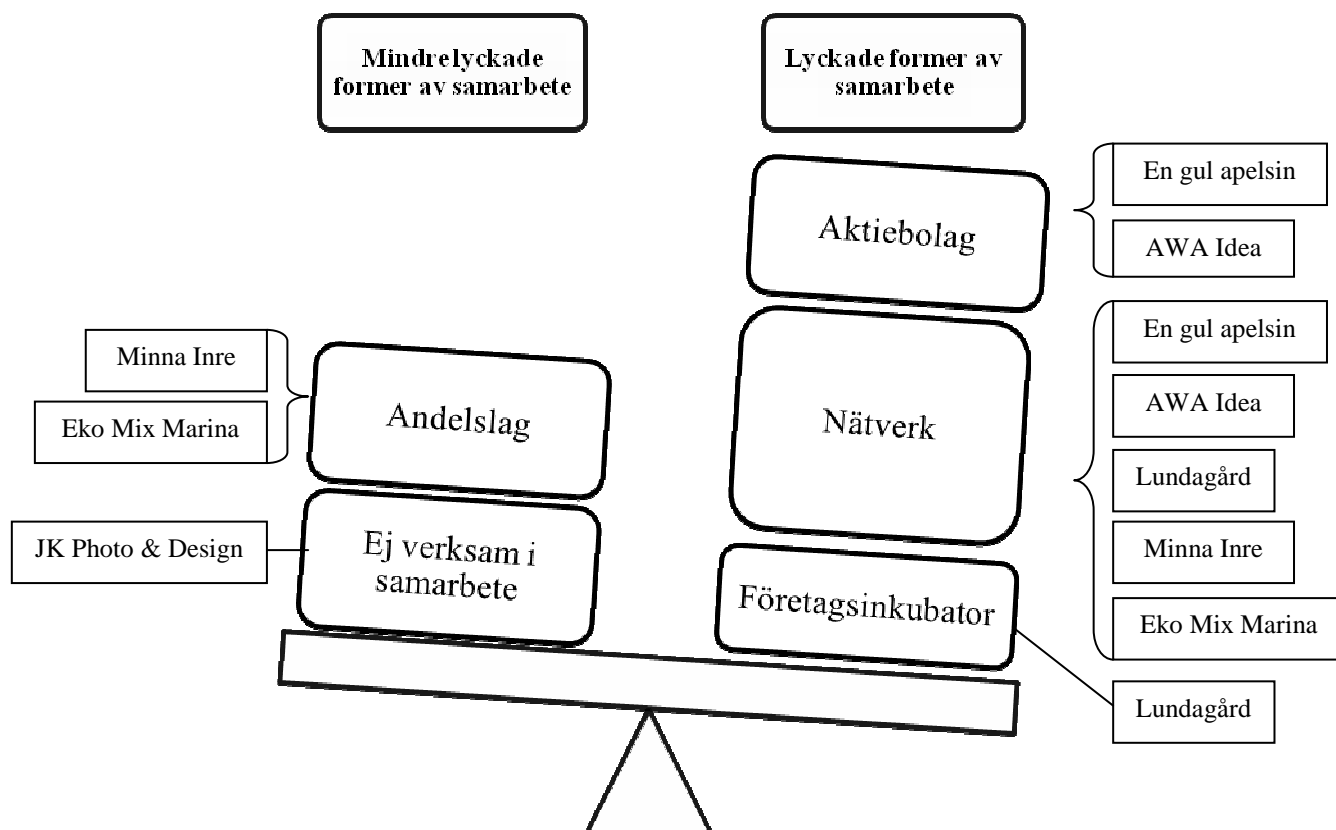 Mindre lyckade
former av samarbete
Lyckade former av
samarbete
En gul apelsin
AWA Idea
Aktiebolag
En gul apelsin
AWA Idea
Lundagård
Minna Inre
Eko Mix Marina
Nätverk
Minna Inre
Eko Mix Marina
Andelslag
JK Photo & Design
Ej verksam i
samarbete
Företagsinkubator
Lundagård